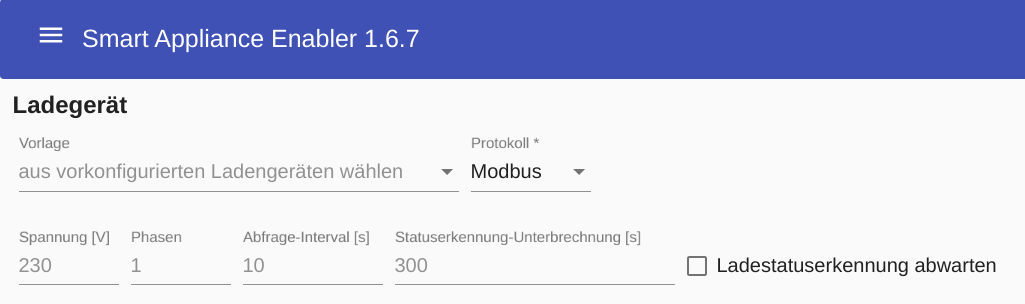 Smart Appliance Enabler 1.6.7
Ladegerät
Vorlage Protokoll *
aus vorkonfigurierten Ladengeräten wählen Modbus
Spannung [V] Phasen Abfrage-Interval [s] Statuserkennung-Unterbrechnung [s]
230 1 10 300 Ladestatuserkennung abwarten